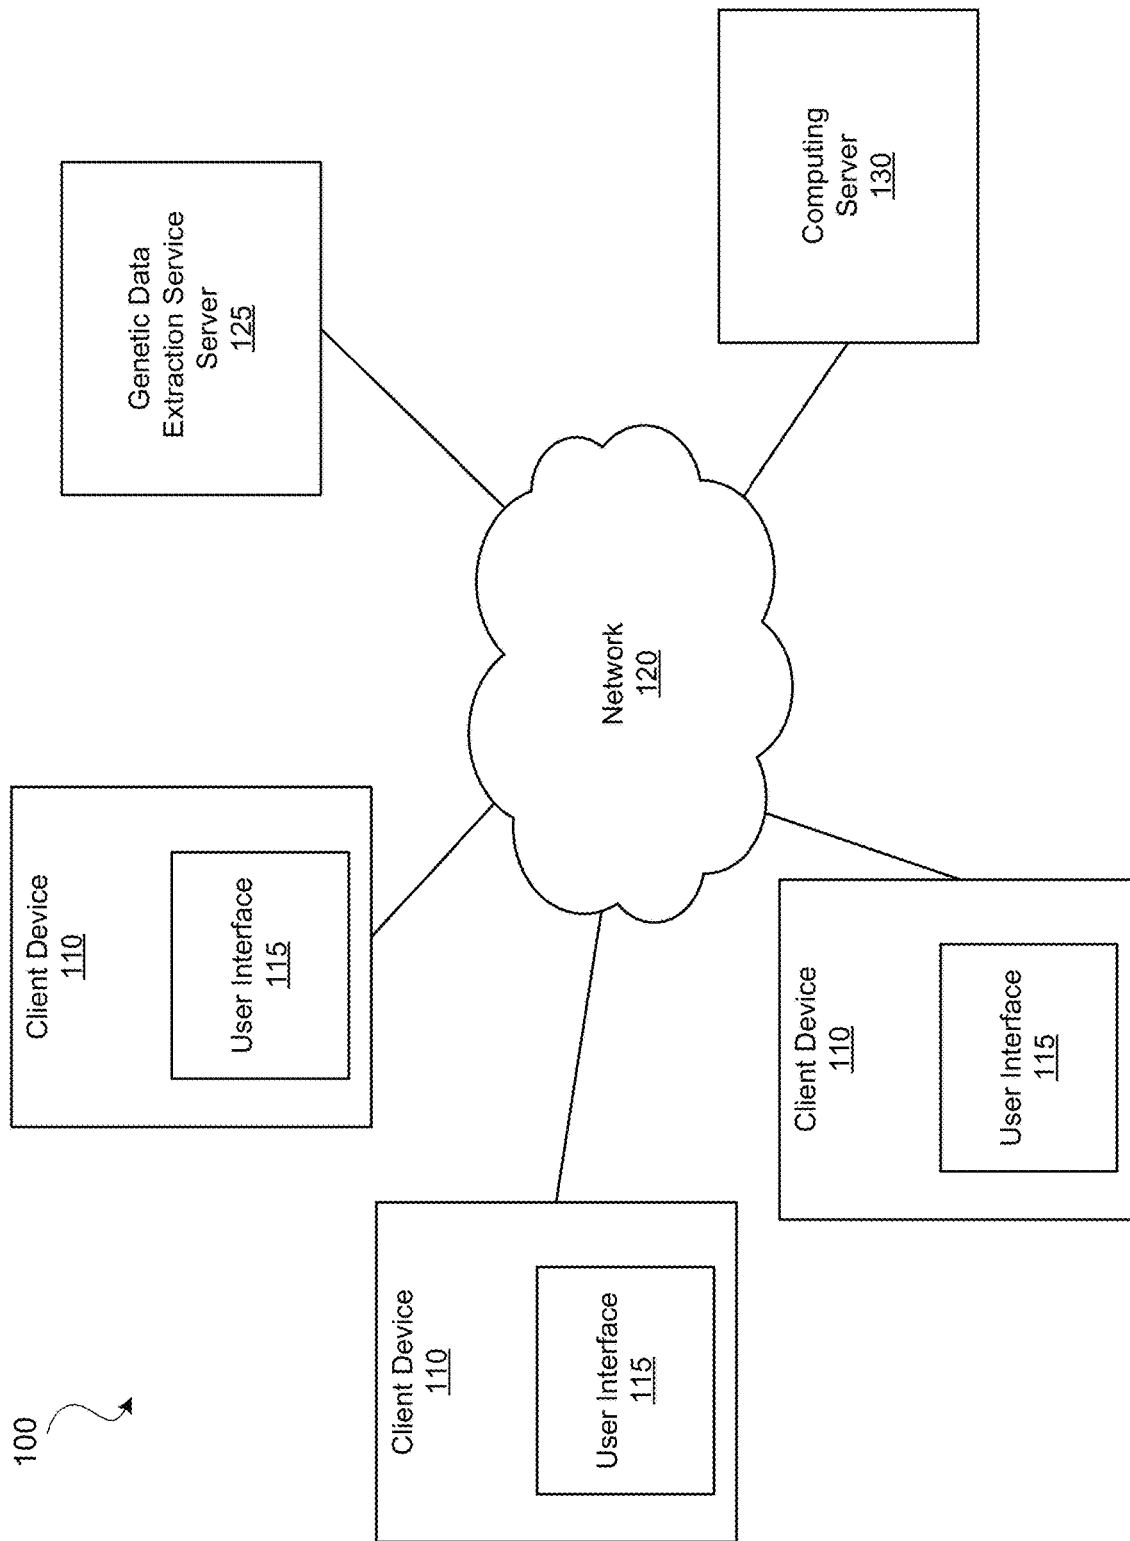 100
Client Device
110
User Interface
115
Client Device
110
User Interface
115
Client Device
110
User Interface
115
Network
120
Genetic Data
Extraction Service
Server
125
Computing
Server
130